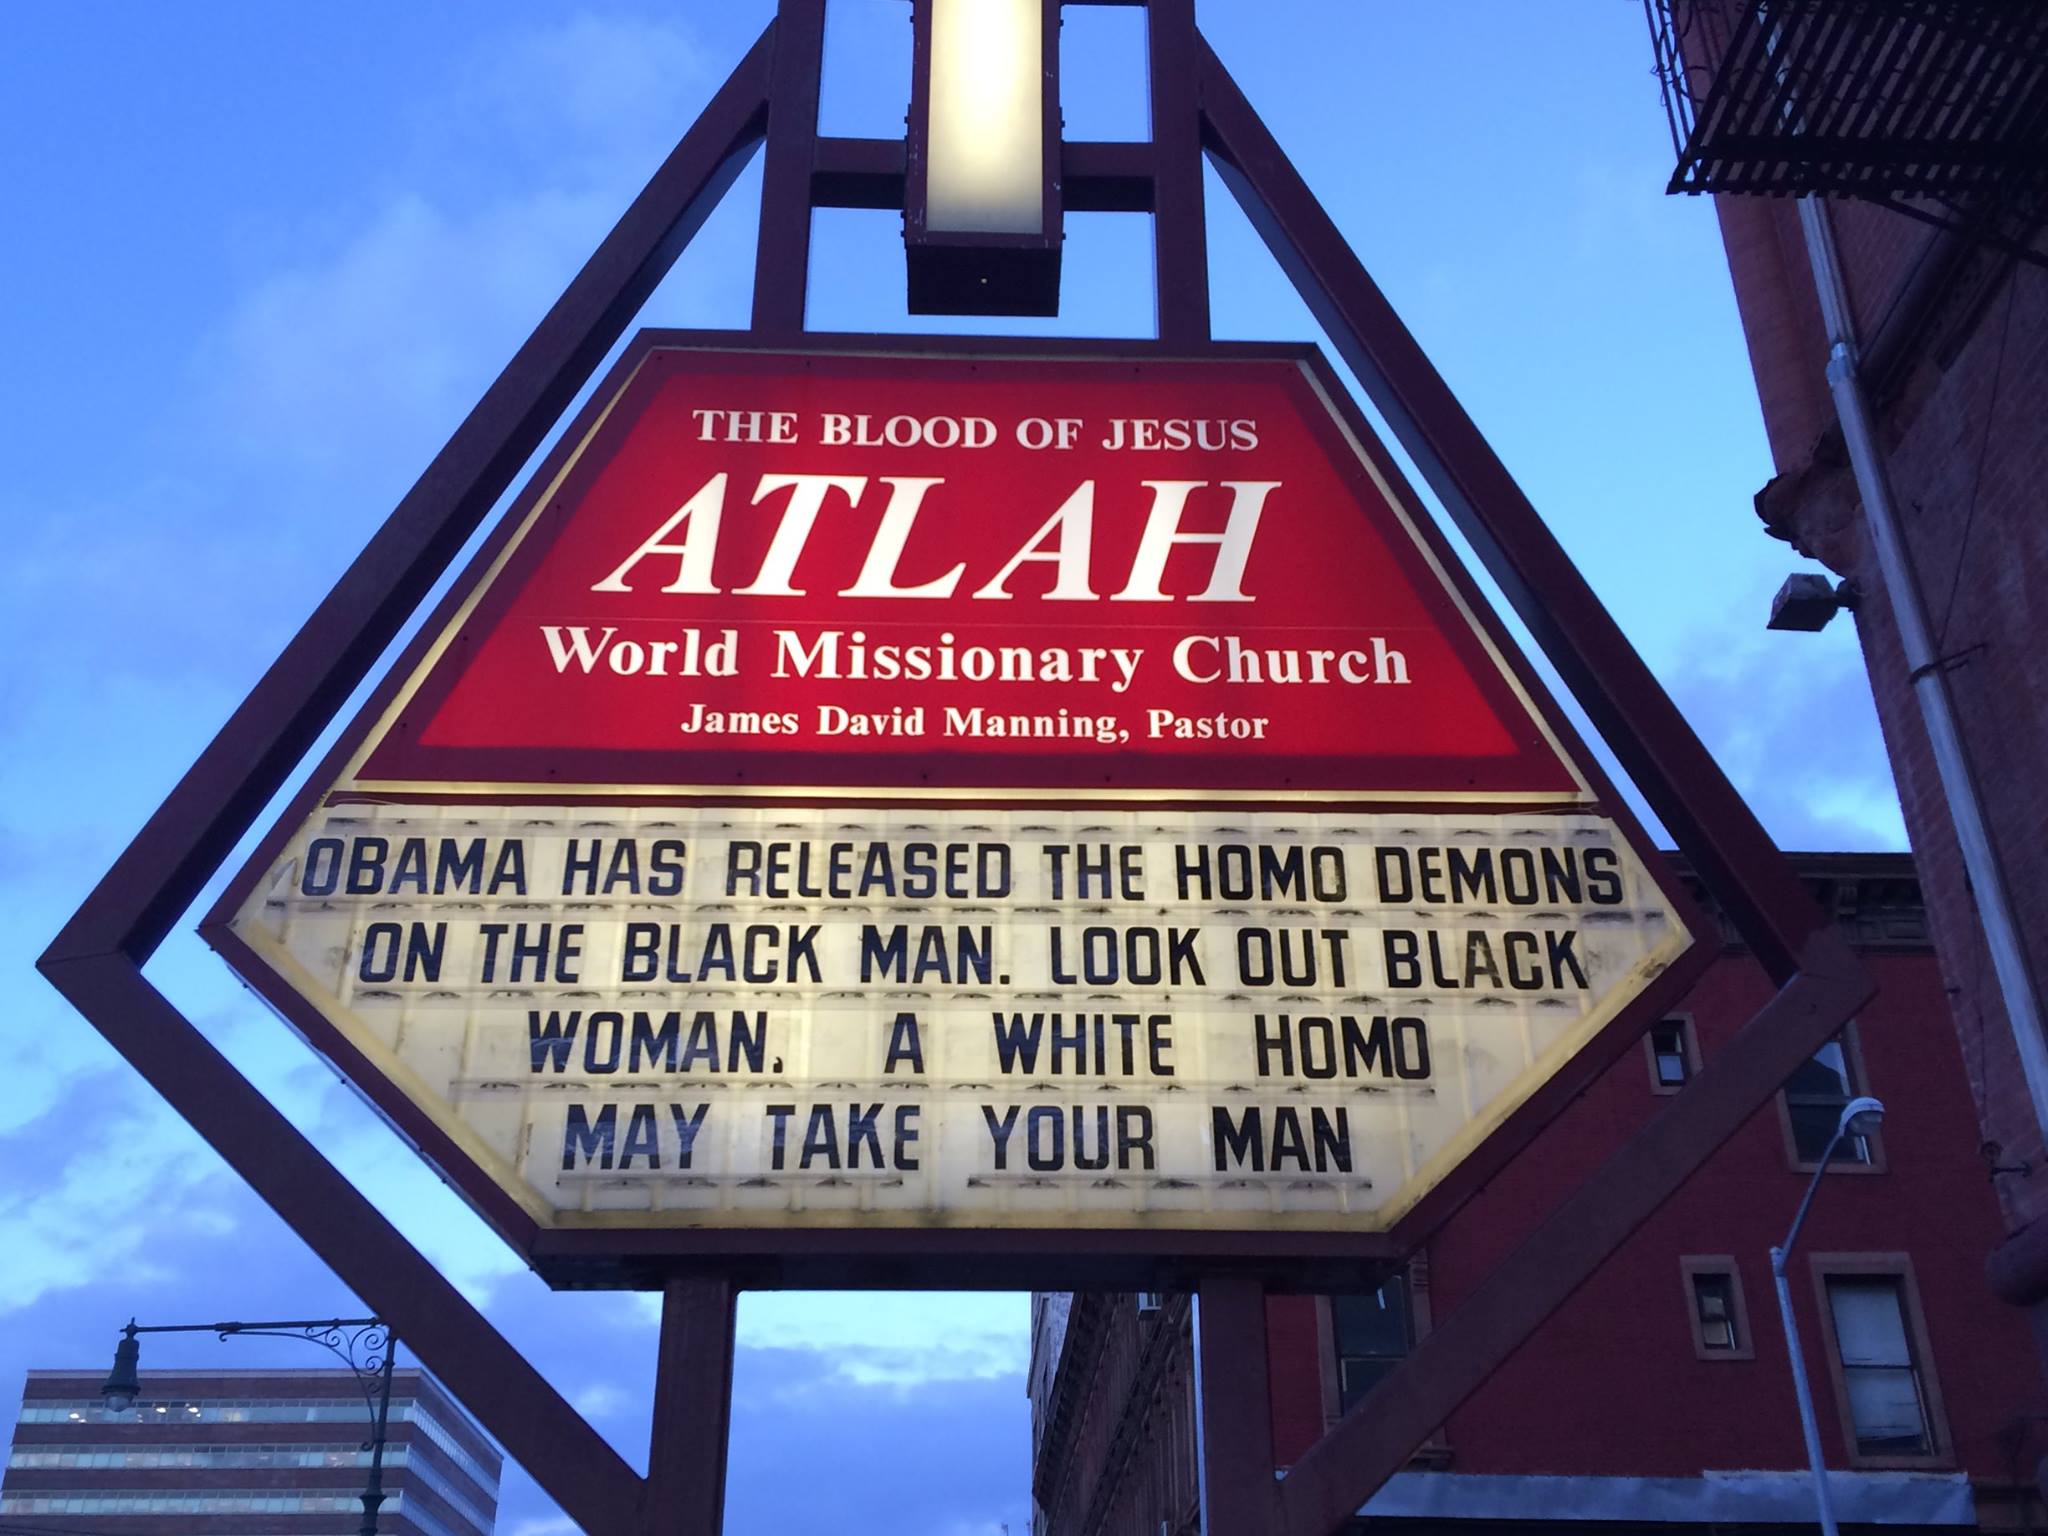 THE BLOOD OF JESUS
ATLAH
World Missionary Church
James David Manning, Pastor
OBAMA HAS RELEASED THE HOMO DEMONS
ON THE BLACK MAN. LOOK OUT BLACK
WOMAN. A WHITE HOMO
MAY TAKE YOUR MAN